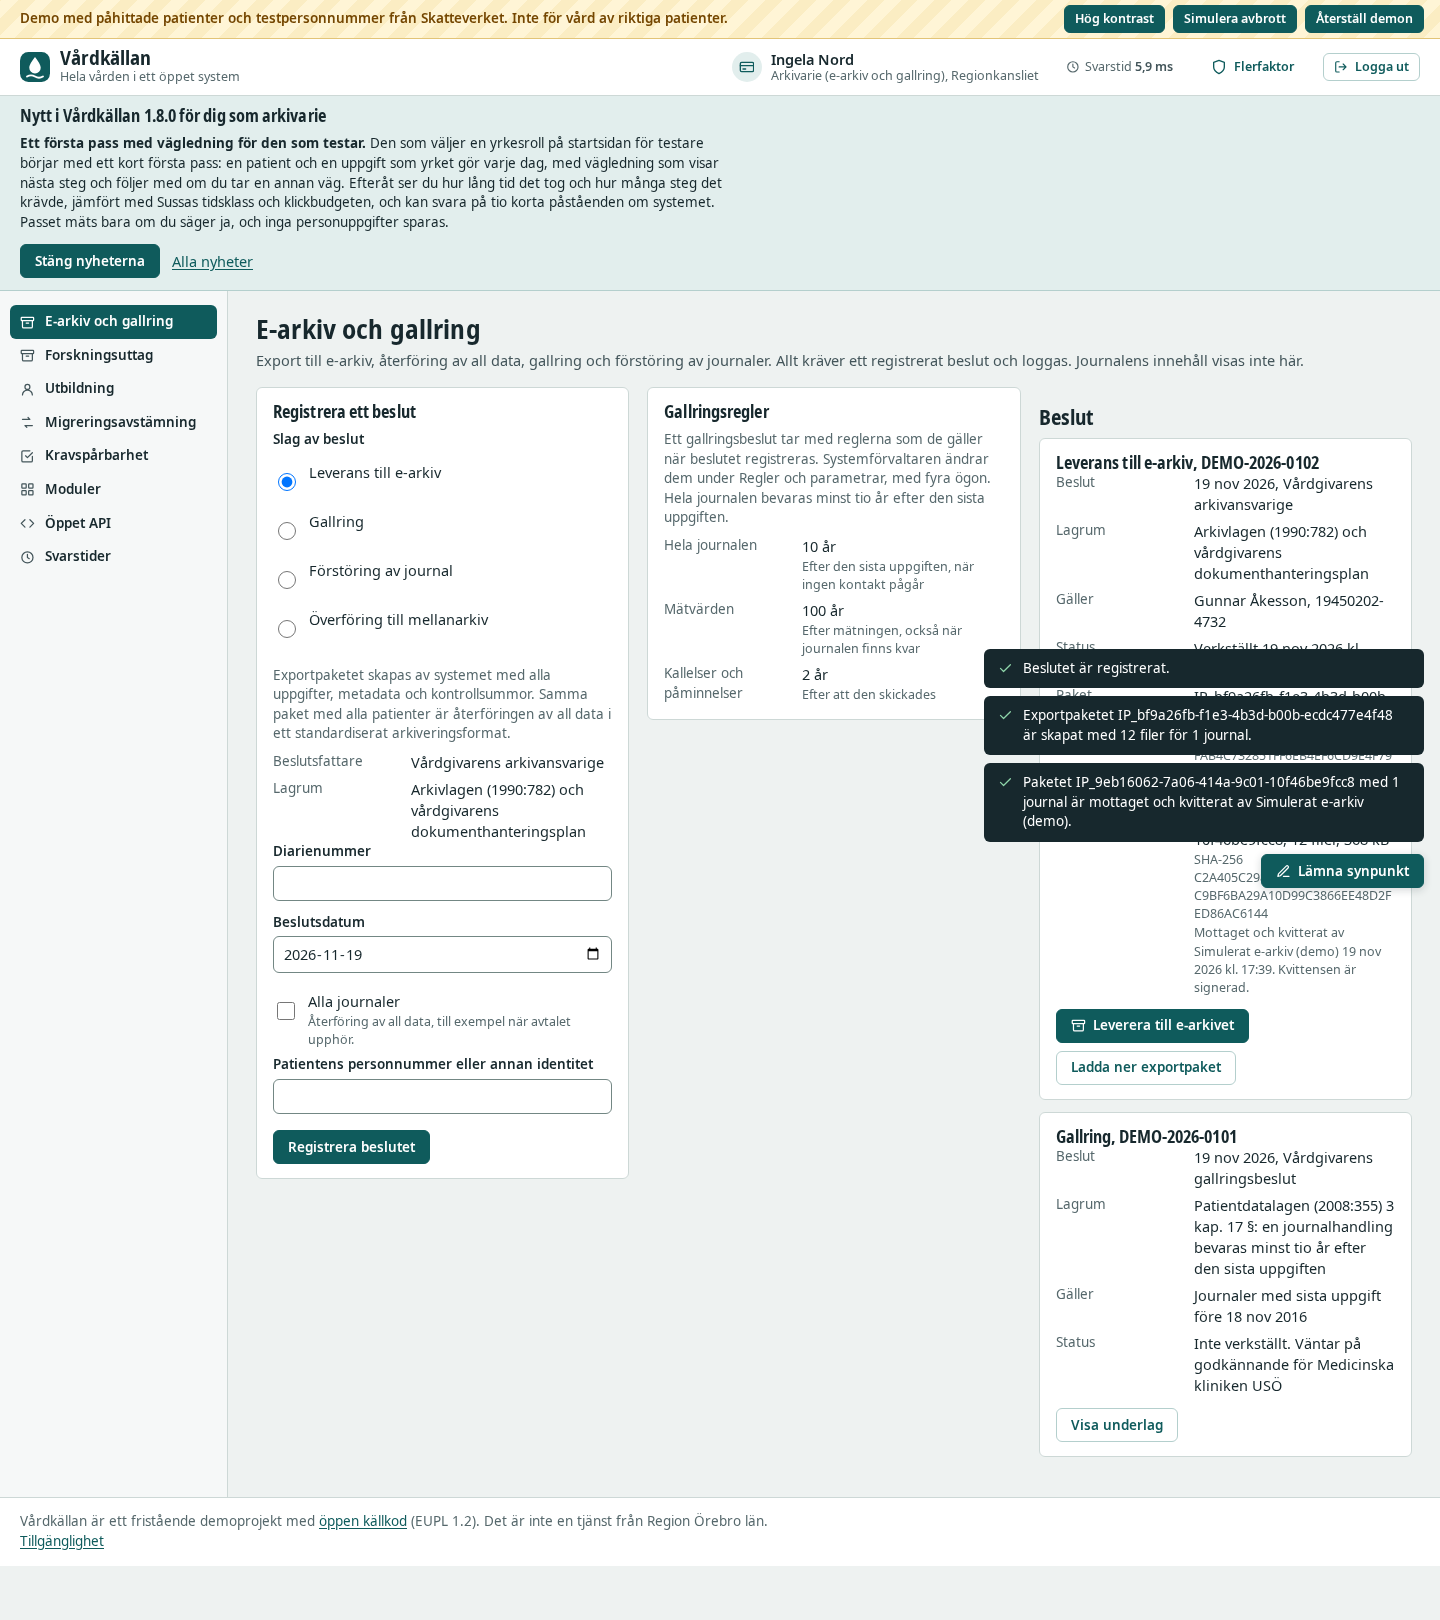 Demo med påhittade patienter och testpersonnummer från Skatteverket. Inte för vård av riktiga patienter.
Hög kontrast
Simulera avbrott
Återställ demon
Vårdkällan
Hela vården i ett öppet system
Ingela Nord
Arkivarie (e-arkiv och gallring), Regionkansliet
Svarstid 5,9 ms
Flerfaktor
Logga ut
Nytt i Vårdkällan 1.8.0 för dig som arkivarie
Ett första pass med vägledning för den som testar. Den som väljer en yrkesroll på startsidan för testare
börjar med ett kort första pass: en patient och en uppgift som yrket gör varje dag, med vägledning som visar
nästa steg och följer med om du tar en annan väg. Efteråt ser du hur lång tid det tog och hur många steg det
krävde, jämfört med Sussas tidsklass och klickbudgeten, och kan svara på tio korta påståenden om systemet.
Passet mäts bara om du säger ja, och inga personuppgifter sparas.
Stäng nyheterna
Alla nyheter
E-arkiv och gallring
Forskningsuttag
Utbildning
Migreringsavstämning
Kravspårbarhet
Moduler
Öppet API
Svarstider
E-arkiv och gallring
Export till e-arkiv, återföring av all data, gallring och förstöring av journaler. Allt kräver ett registrerat beslut och loggas. Journalens innehåll visas inte här.
Registrera ett beslut
Slag av beslut
Leverans till e-arkiv
Gallring
Förstöring av journal
Överföring till mellanarkiv
Exportpaketet skapas av systemet med alla
uppgifter, metadata och kontrollsummor. Samma
paket med alla patienter är återföringen av all data i
ett standardiserat arkiveringsformat.
Beslutsfattare
Vårdgivarens arkivansvarige
Lagrum
Arkivlagen (1990:782) och
vårdgivarens
dokumenthanteringsplan
Diarienummer
Beslutsdatum
2026-11-19
Alla journaler
Återföring av all data, till exempel när avtalet
upphör.
Patientens personnummer eller annan identitet
Registrera beslutet
Gallringsregler
Ett gallringsbeslut tar med reglerna som de gäller
när beslutet registreras. Systemförvaltaren ändrar
dem under Regler och parametrar, med fyra ögon.
Hela journalen bevaras minst tio år efter den sista
uppgiften.
Hela journalen
10 år
Efter den sista uppgiften, när
ingen kontakt pågår
Mätvärden
100 år
Efter mätningen, också när
journalen finns kvar
Kallelser och
påminnelser
2 år
Efter att den skickades
Beslut
Leverans till e-arkiv, DEMO-2026-0102
Beslut
19 nov 2026, Vårdgivarens
arkivansvarige
Lagrum
Arkivlagen (1990:782) och
vårdgivarens
dokumenthanteringsplan
Gäller
Gunnar Åkesson, 19450202-
4732
Status
Verkställt 19 nov 2026 kl.
Paket
IP_bf9a26fb-f1e3-4b3d-b00b-
Beslutet är registrerat.
Exportpaketet IP_bf9a26fb-f1e3-4b3d-b00b-ecdc477e4f48
är skapat med 12 filer för 1 journal.
FAB4C732851FF6EB4EF6CD9E4F79
Paketet IP_9eb16062-7a06-414a-9c01-10f46be9fcc8 med 1
journal är mottaget och kvitterat av Simulerat e-arkiv
(demo).
SHA-256
Lämna synpunkt
C9BF6BA29A10D99C3866EE48D2F
ED86AC6144
Mottaget och kvitterat av
Simulerat e-arkiv (demo) 19 nov
2026 kl. 17:39. Kvittensen är
signerad.
Leverera till e-arkivet
Ladda ner exportpaket
Gallring, DEMO-2026-0101
Beslut
19 nov 2026, Vårdgivarens
gallringsbeslut
Lagrum
Patientdatalagen (2008:355) 3
kap. 17 §: en journalhandling
bevaras minst tio år efter
den sista uppgiften
Gäller
Journaler med sista uppgift
före 18 nov 2016
Status
Inte verkställt. Väntar på
godkännande för Medicinska
kliniken USÖ
Visa underlag
Vårdkällan är ett fristående demoprojekt med öppen källkod (EUPL 1.2). Det är inte en tjänst från Region Örebro län.
Tillgänglighet